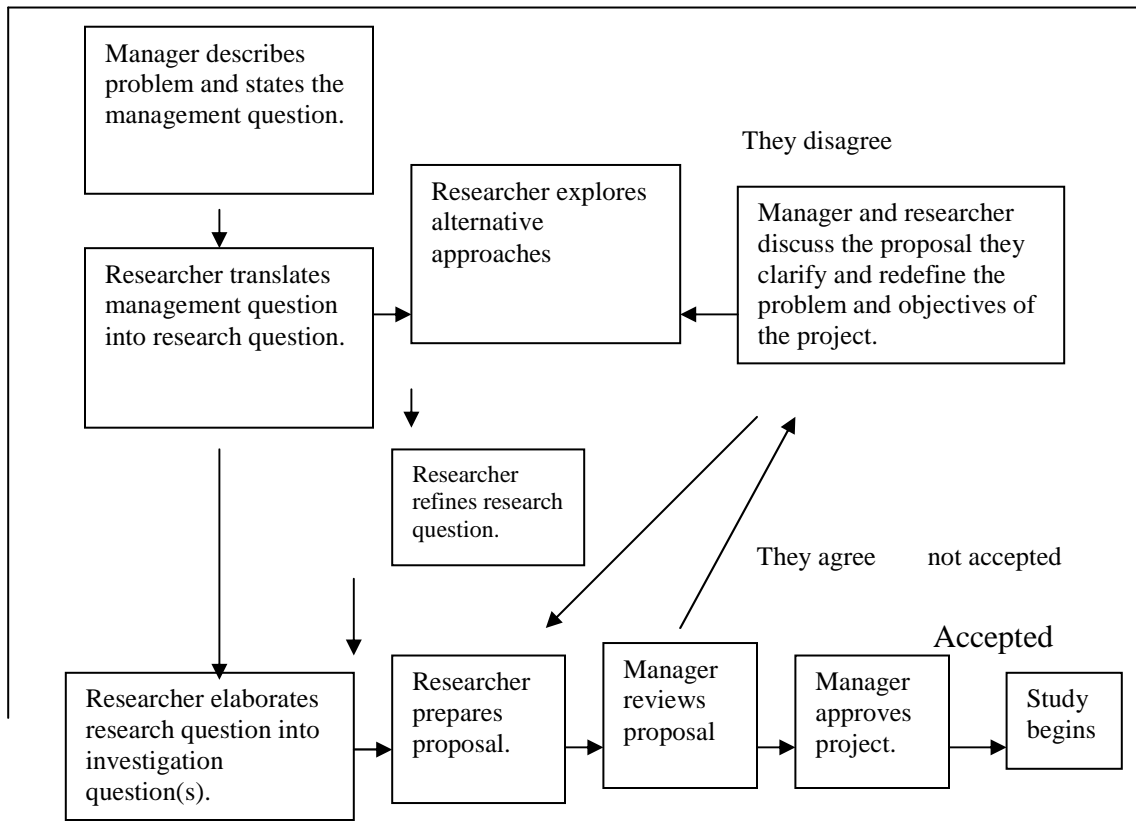 Manager describes
problem and states the
management question.
They disagree
Researcher explores
alternative
approaches
Manager and researcher
discuss the proposal they
clarify and redefine the
problem and objectives of
the project.
Researcher translates
management question
into research question.
Researcher
refines research
question.
They agree not accepted
Accepted
Researcher elaborates
research question into
investigation
question(s).
Researcher
prepares
proposal.
Manager
reviews
proposal
Manager
approves
project.
Study
begins